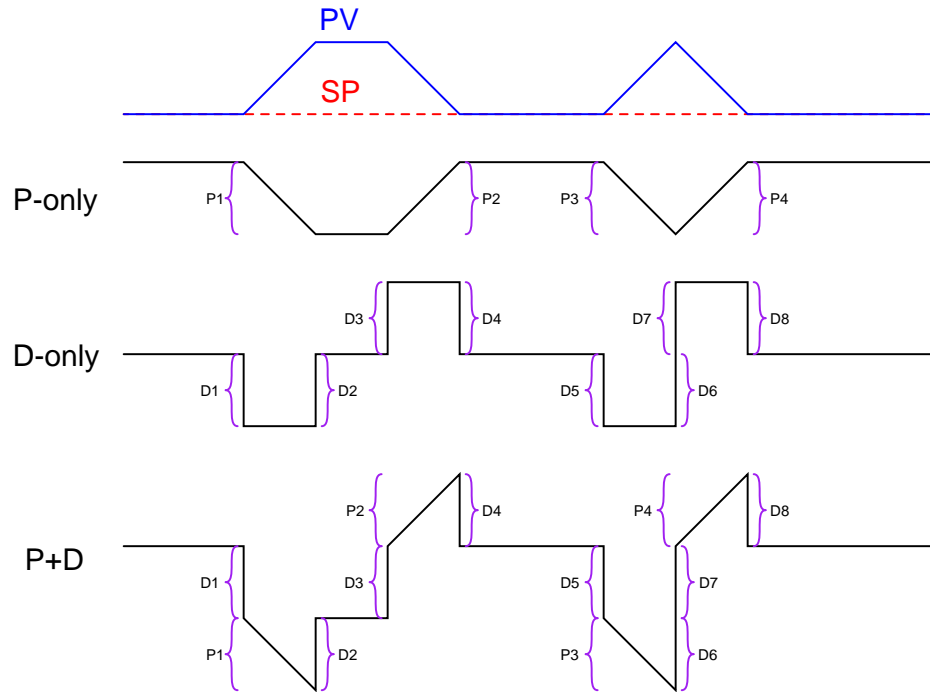 PV
SP
P-only
P1
P2
P3
P4
D-only
D3
D4
D7
D8
D1
D2
D5
D6
P+D
P2
D4
P4
D8
D1
D3
D5
D7
P1
D2
P3
D6